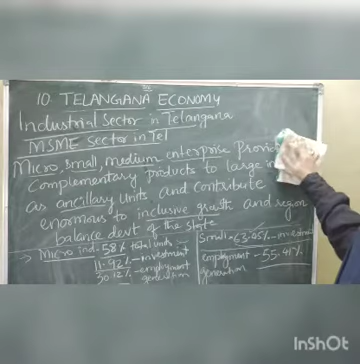 10 TELANGANA ECONOMY
Industrial Sector in Telangana
MSME Sector in Tel
Micro, Small, medium enterprise Provi
Complementary products to large in
as ancillary Units and contribute
enormous to inclusive growth and region
balance devt of the state
→ Micro ind. 58% total units
11.92% - investment
30.12% - employment
generation
Small - 63.05% - investme
employment - 55.41%
generation
InShOt